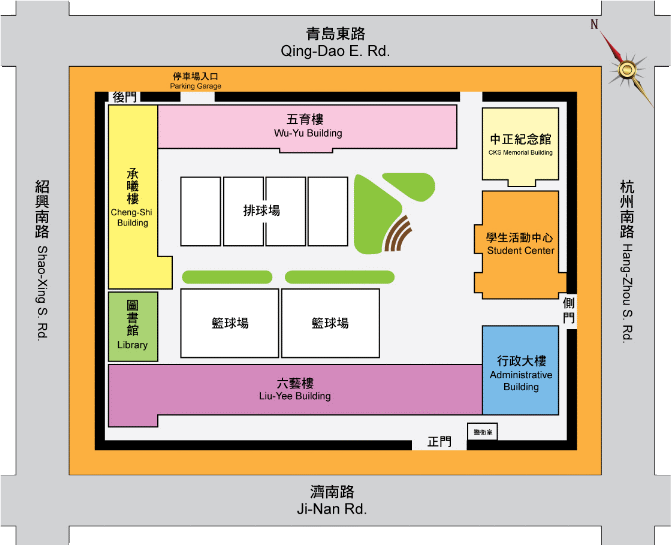 青島東路
Qing-Dao E. Rd.
N
停車場入口
Parking Garage
後門
五育樓
Wu-Yu Building
中正紀念館
CKS Memorial Building
承曦樓
Cheng-Shi
Building
排球場
學生活動中心
Student Center
紹興南路 Shao-Xing S. Rd.
杭州南路 Hang-Zhou S. Rd.
側門
圖書館
Library
籃球場
籃球場
行政大樓
Administrative
Building
六藝樓
Liu-Yee Building
正門
警衛室
濟南路
Ji-Nan Rd.